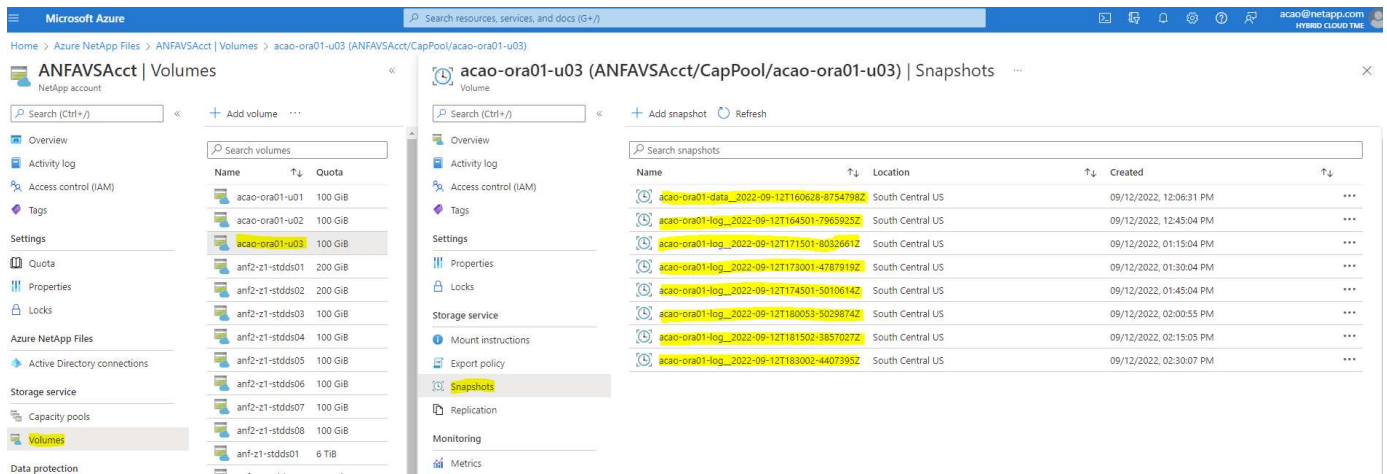 Microsoft Azure
Search resources, services, and docs (G+/)
acao@netapp.com
HYBRID CLOUD TME
Home > Azure NetApp Files > ANFAVSAcct | Volumes > acao-ora01-u03 (ANFAVSAcct/CapPool/acao-ora01-u03)
ANFAVSAcct | Volumes
NetApp account
Search (Ctrl+/)
Overview
Activity log
Access control (IAM)
Tags
Settings
Quota
Properties
Locks
Azure NetApp Files
Active Directory connections
Storage service
Capacity pools
Volumes
Data protection
+ Add volume ...
Search volumes
Name ↑↓ Quota
acao-ora01-u01 100 GiB
acao-ora01-u02 100 GiB
acao-ora01-u03 100 GiB
anf2-z1-stdds01 200 GiB
anf2-z1-stdds02 200 GiB
anf2-z1-stdds03 100 GiB
anf2-z1-stdds04 100 GiB
anf2-z1-stdds05 100 GiB
anf2-z1-stdds06 100 GiB
anf2-z1-stdds07 100 GiB
anf2-z1-stdds08 100 GiB
anf-z1-stdds01 6 TiB
acao-ora01-u03 (ANFAVSAcct/CapPool/acao-ora01-u03) | Snapshots ...
Volume
Search (Ctrl+/)
Overview
Activity log
Access control (IAM)
Tags
Settings
Properties
Locks
Storage service
Mount instructions
Export policy
Snapshots
Replication
Monitoring
Metrics
+ Add snapshot Refresh
Search snapshots
Name ↑↓ Location ↑↓ Created ↑↓
acao-ora01-data__2022-09-12T160628-8754798Z South Central US 09/12/2022, 12:06:31 PM ...
acao-ora01-log__2022-09-12T164501-7965925Z South Central US 09/12/2022, 12:45:04 PM ...
acao-ora01-log__2022-09-12T171501-8032661Z South Central US 09/12/2022, 01:15:04 PM ...
acao-ora01-log__2022-09-12T173001-4787919Z South Central US 09/12/2022, 01:30:04 PM ...
acao-ora01-log__2022-09-12T174501-5010614Z South Central US 09/12/2022, 01:45:04 PM ...
acao-ora01-log__2022-09-12T180053-5029874Z South Central US 09/12/2022, 02:00:55 PM ...
acao-ora01-log__2022-09-12T181502-3857027Z South Central US 09/12/2022, 02:15:05 PM ...
acao-ora01-log__2022-09-12T183002-4407395Z South Central US 09/12/2022, 02:30:07 PM ...